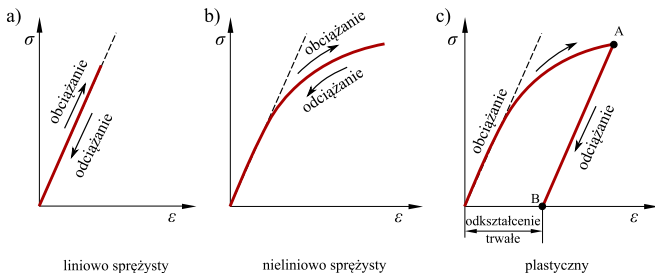 a)
σ
obciążanie
odciążanie
ε
liniowo sprężysty
b)
σ
obciążanie
odciążanie
ε
nieliniowo sprężysty
c)
σ
A
obciążanie
odciążanie
B
ε
odkształcenie
trwałe
plastyczny